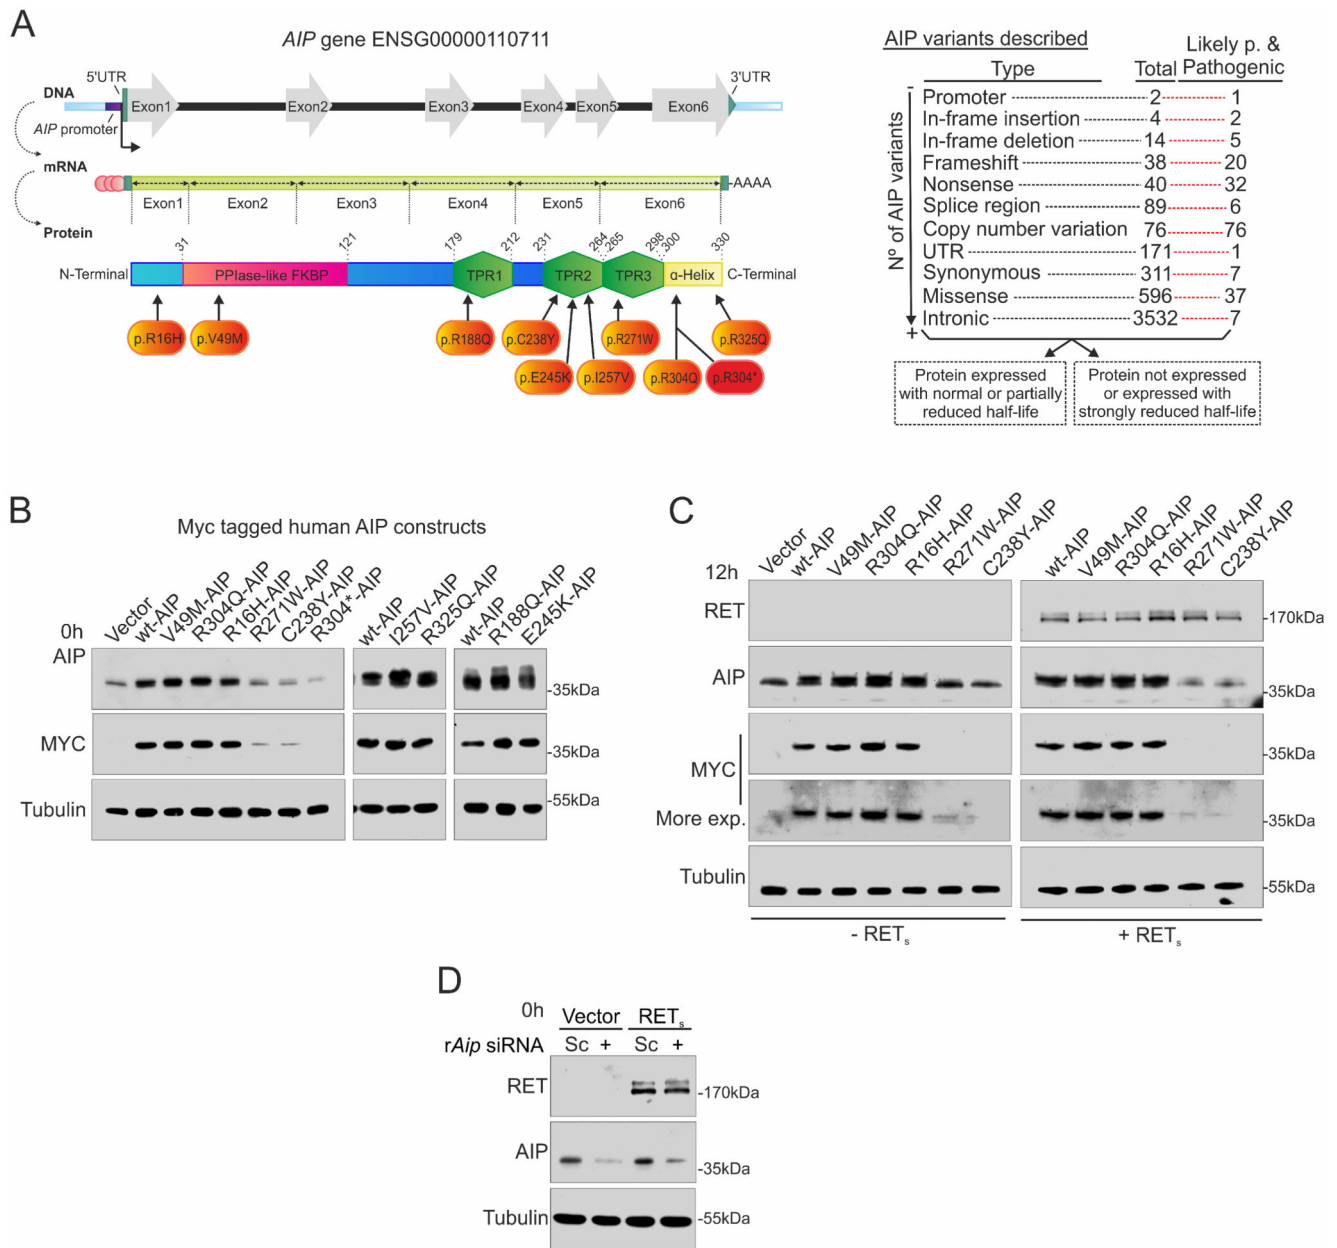 A
AIP gene ENSG00000110711
5'UTR
3'UTR
DNA
Exon1 Exon2 Exon3 Exon4 Exon5 Exon6
AIP promoter
mRNA
-AAAA
Exon1 Exon2 Exon3 Exon4 Exon5 Exon6
Protein
31 121 179 212 231 264 265 298 300 330
N-Terminal PPIase-like FKBP TPR1 TPR2 TPR3 α-Helix C-Terminal
p.R16H p.V49M p.R188Q p.C238Y p.R271W p.R325Q
p.E245K p.I257V p.R304Q p.R304*
AIP variants described
Likely p. & Pathogenic
Type Total
Nº of AIP variants
-
+
Promoter 2 1
In-frame insertion 4 2
In-frame deletion 14 5
Frameshift 38 20
Nonsense 40 32
Splice region 89 6
Copy number variation 76 76
UTR 171 1
Synonymous 311 7
Missense 596 37
Intronic 3532 7
Protein expressed
with normal or partially
reduced half-life
Protein not expressed
or expressed with
strongly reduced half-life
B
Myc tagged human AIP constructs
0h
Vector wt-AIP V49M-AIP R304Q-AIP R16H-AIP R271W-AIP C238Y-AIP R304*-AIP wt-AIP I257V-AIP R325Q-AIP wt-AIP R188Q-AIP E245K-AIP
AIP -35kDa
MYC -35kDa
Tubulin -55kDa
C
12h
Vector wt-AIP V49M-AIP R304Q-AIP R16H-AIP R271W-AIP C238Y-AIP wt-AIP V49M-AIP R304Q-AIP R16H-AIP R271W-AIP C238Y-AIP
RET -170kDa
AIP -35kDa
MYC -35kDa
More exp. -35kDa
Tubulin -55kDa
- RETs + RETs
D
0h Vector RETs
rAip siRNA Sc + Sc +
RET -170kDa
AIP -35kDa
Tubulin -55kDa